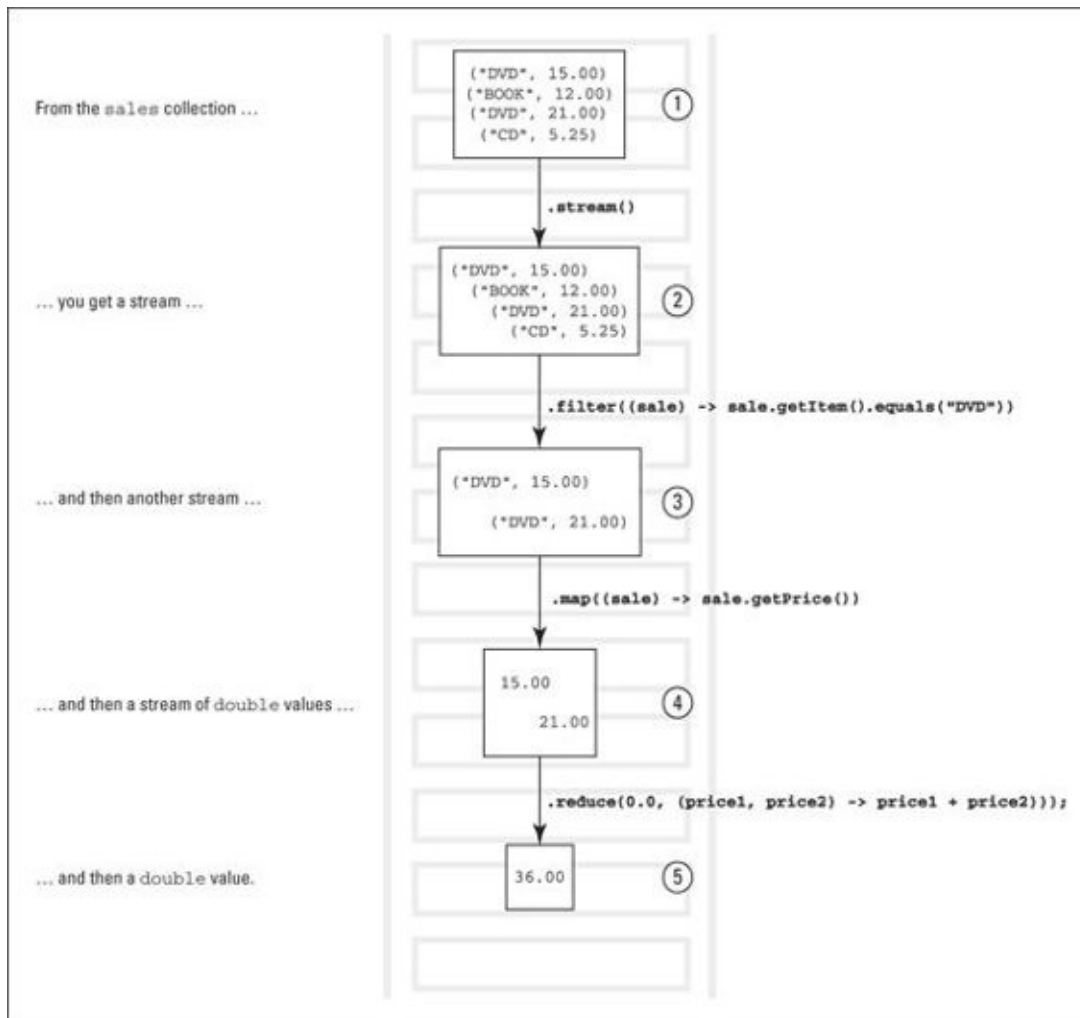 ("DVD", 15.00)
("BOOK", 12.00)
("DVD", 21.00)
("CD", 5.25)
From the sales collection …
1
.stream()
("DVD", 15.00)
("BOOK", 12.00)
("DVD", 21.00)
("CD", 5.25)
… you get a stream …
2
.filter((sale) -> sale.getItem().equals("DVD"))
("DVD", 15.00)
("DVD", 21.00)
… and then another stream …
3
.map((sale) -> sale.getPrice())
15.00
21.00
… and then a stream of double values …
4
.reduce(0.0, (price1, price2) -> price1 + price2)));
36.00
… and then a double value.
5